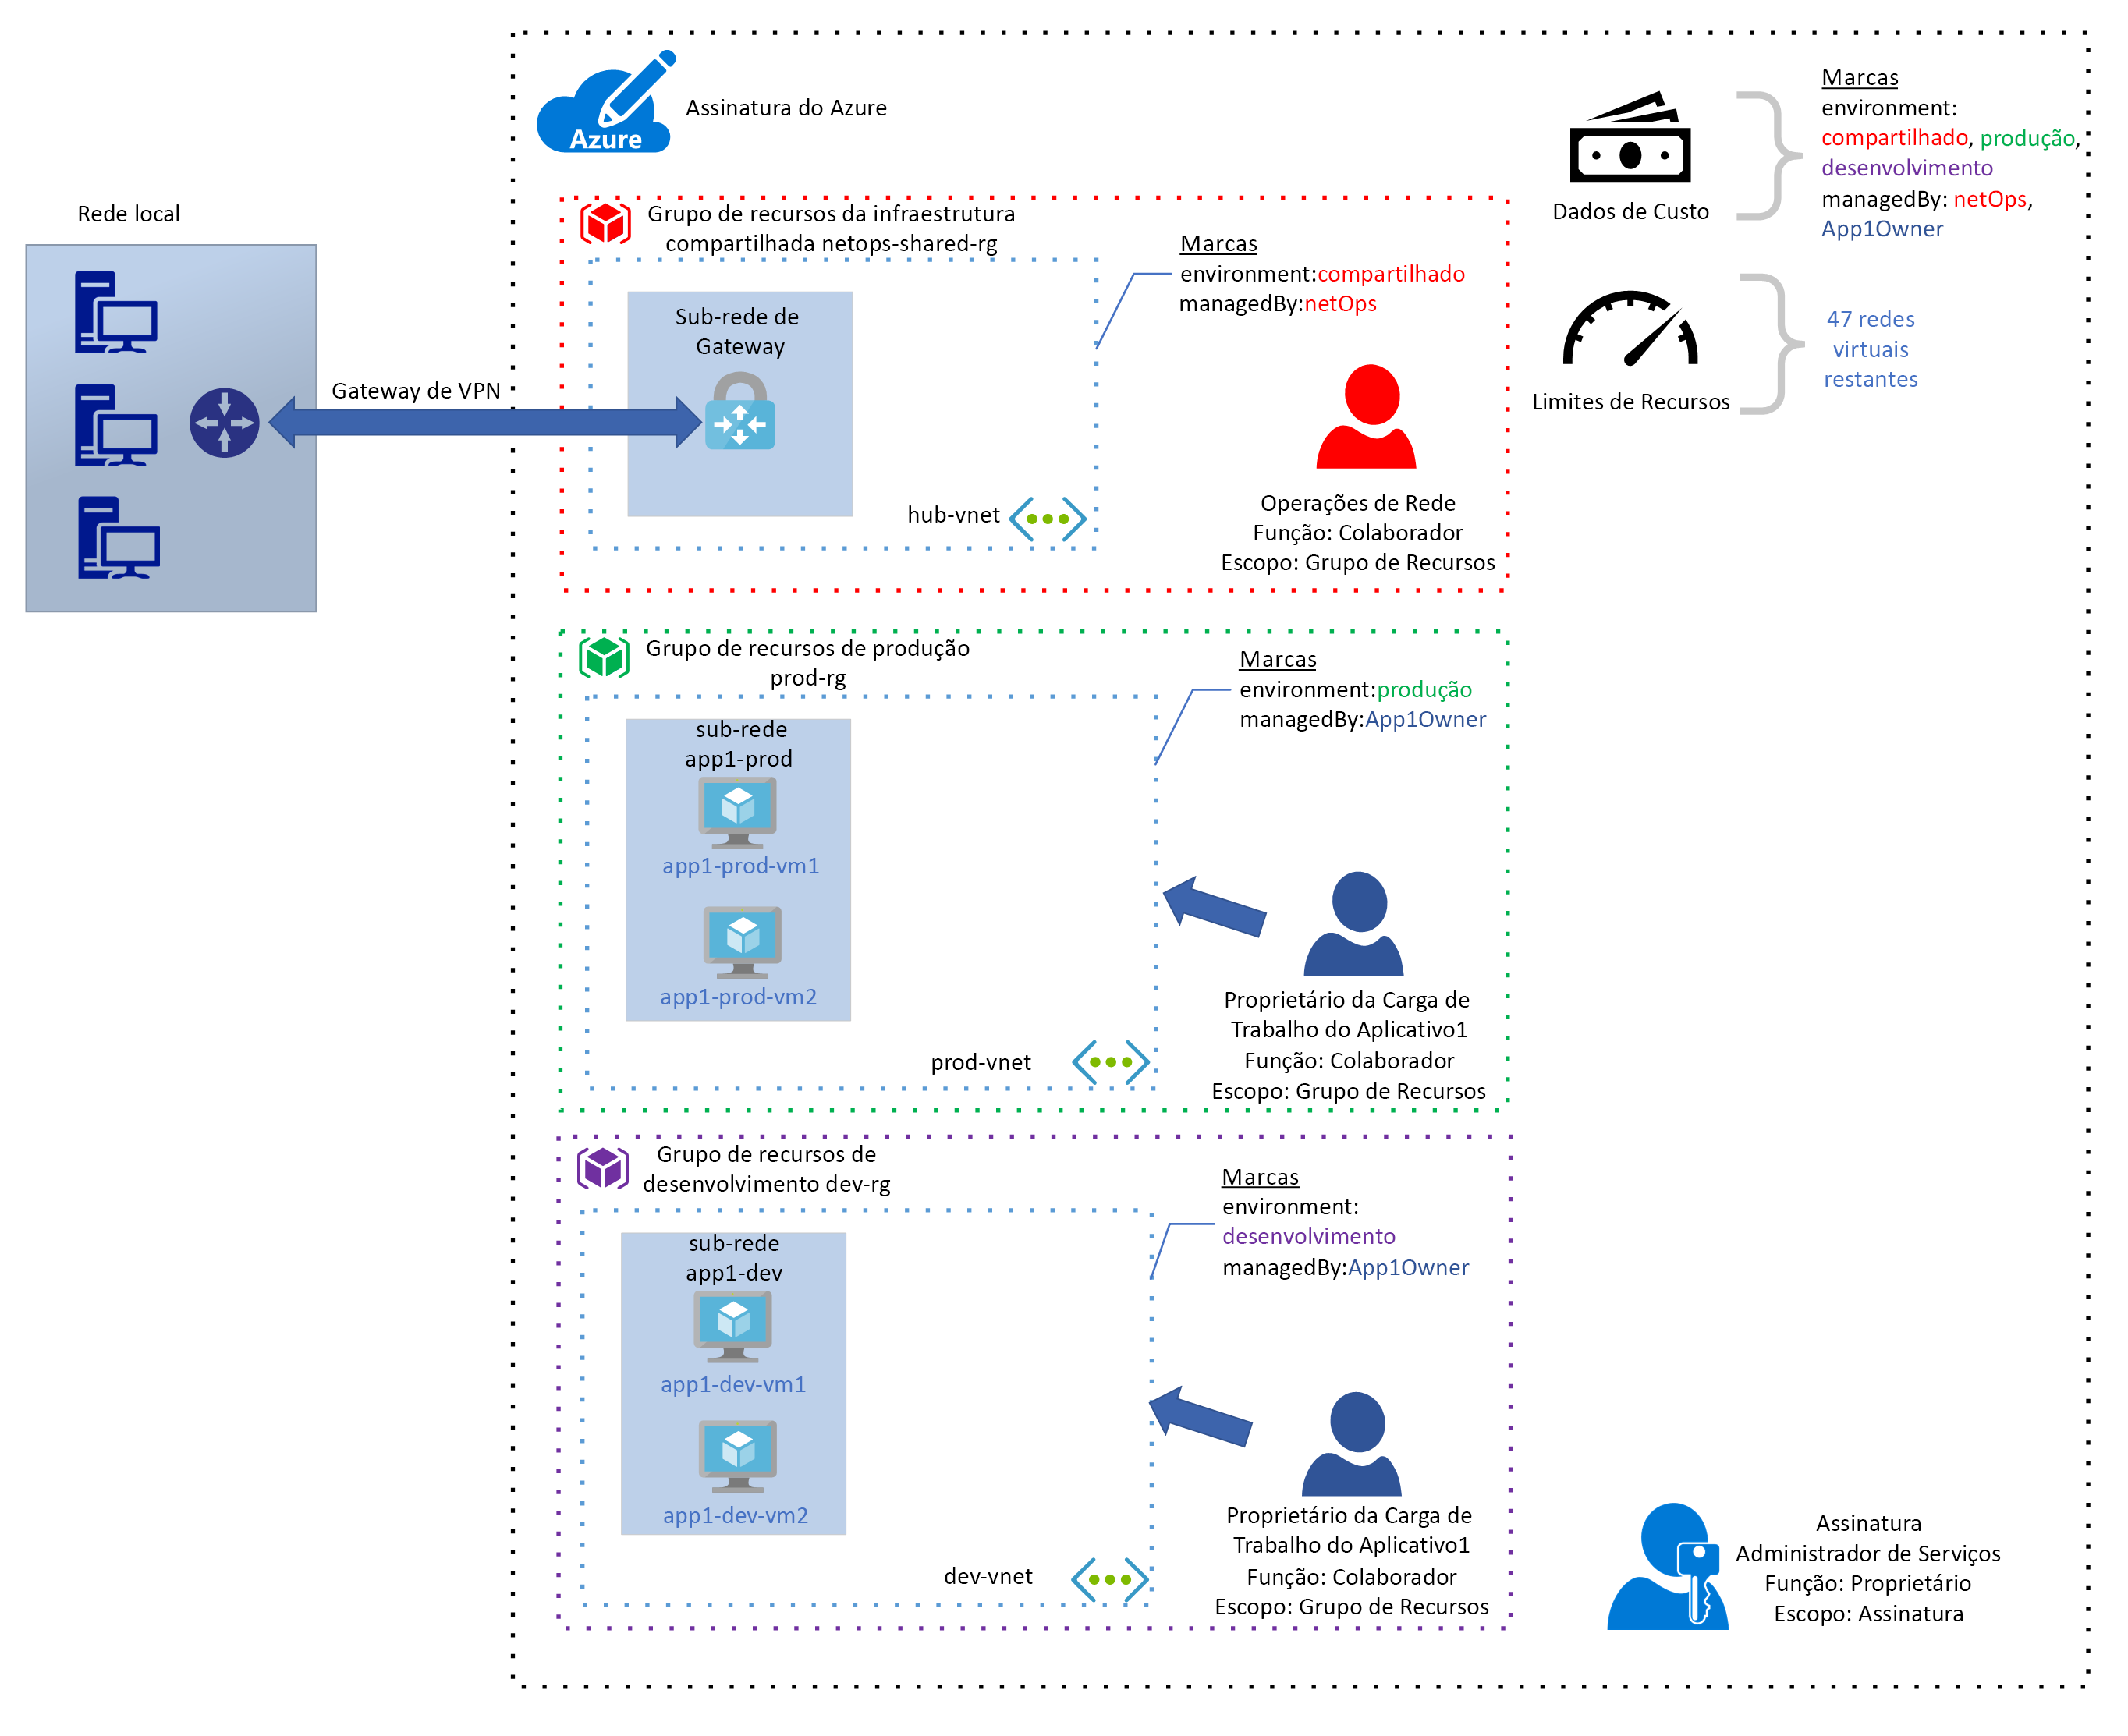 Azure
Assinatura do Azure
Dados de Custo
Marcas
environment:
compartilhado, produção,
desenvolvimento
managedBy: netOps,
App1Owner
Limites de Recursos
47 redes
virtuais
restantes
Rede local
Gateway de VPN
Grupo de recursos da infraestrutura
compartilhada netops-shared-rg
Sub-rede de
Gateway
hub-vnet
Marcas
environment:compartilhado
managedBy:netOps
Operações de Rede
Função: Colaborador
Escopo: Grupo de Recursos
Grupo de recursos de produção
prod-rg
sub-rede
app1-prod
app1-prod-vm1
app1-prod-vm2
prod-vnet
Marcas
environment:produção
managedBy:App1Owner
Proprietário da Carga de
Trabalho do Aplicativo1
Função: Colaborador
Escopo: Grupo de Recursos
Grupo de recursos de
desenvolvimento dev-rg
sub-rede
app1-dev
app1-dev-vm1
app1-dev-vm2
dev-vnet
Marcas
environment:
desenvolvimento
managedBy:App1Owner
Proprietário da Carga de
Trabalho do Aplicativo1
Função: Colaborador
Escopo: Grupo de Recursos
Assinatura
Administrador de Serviços
Função: Proprietário
Escopo: Assinatura